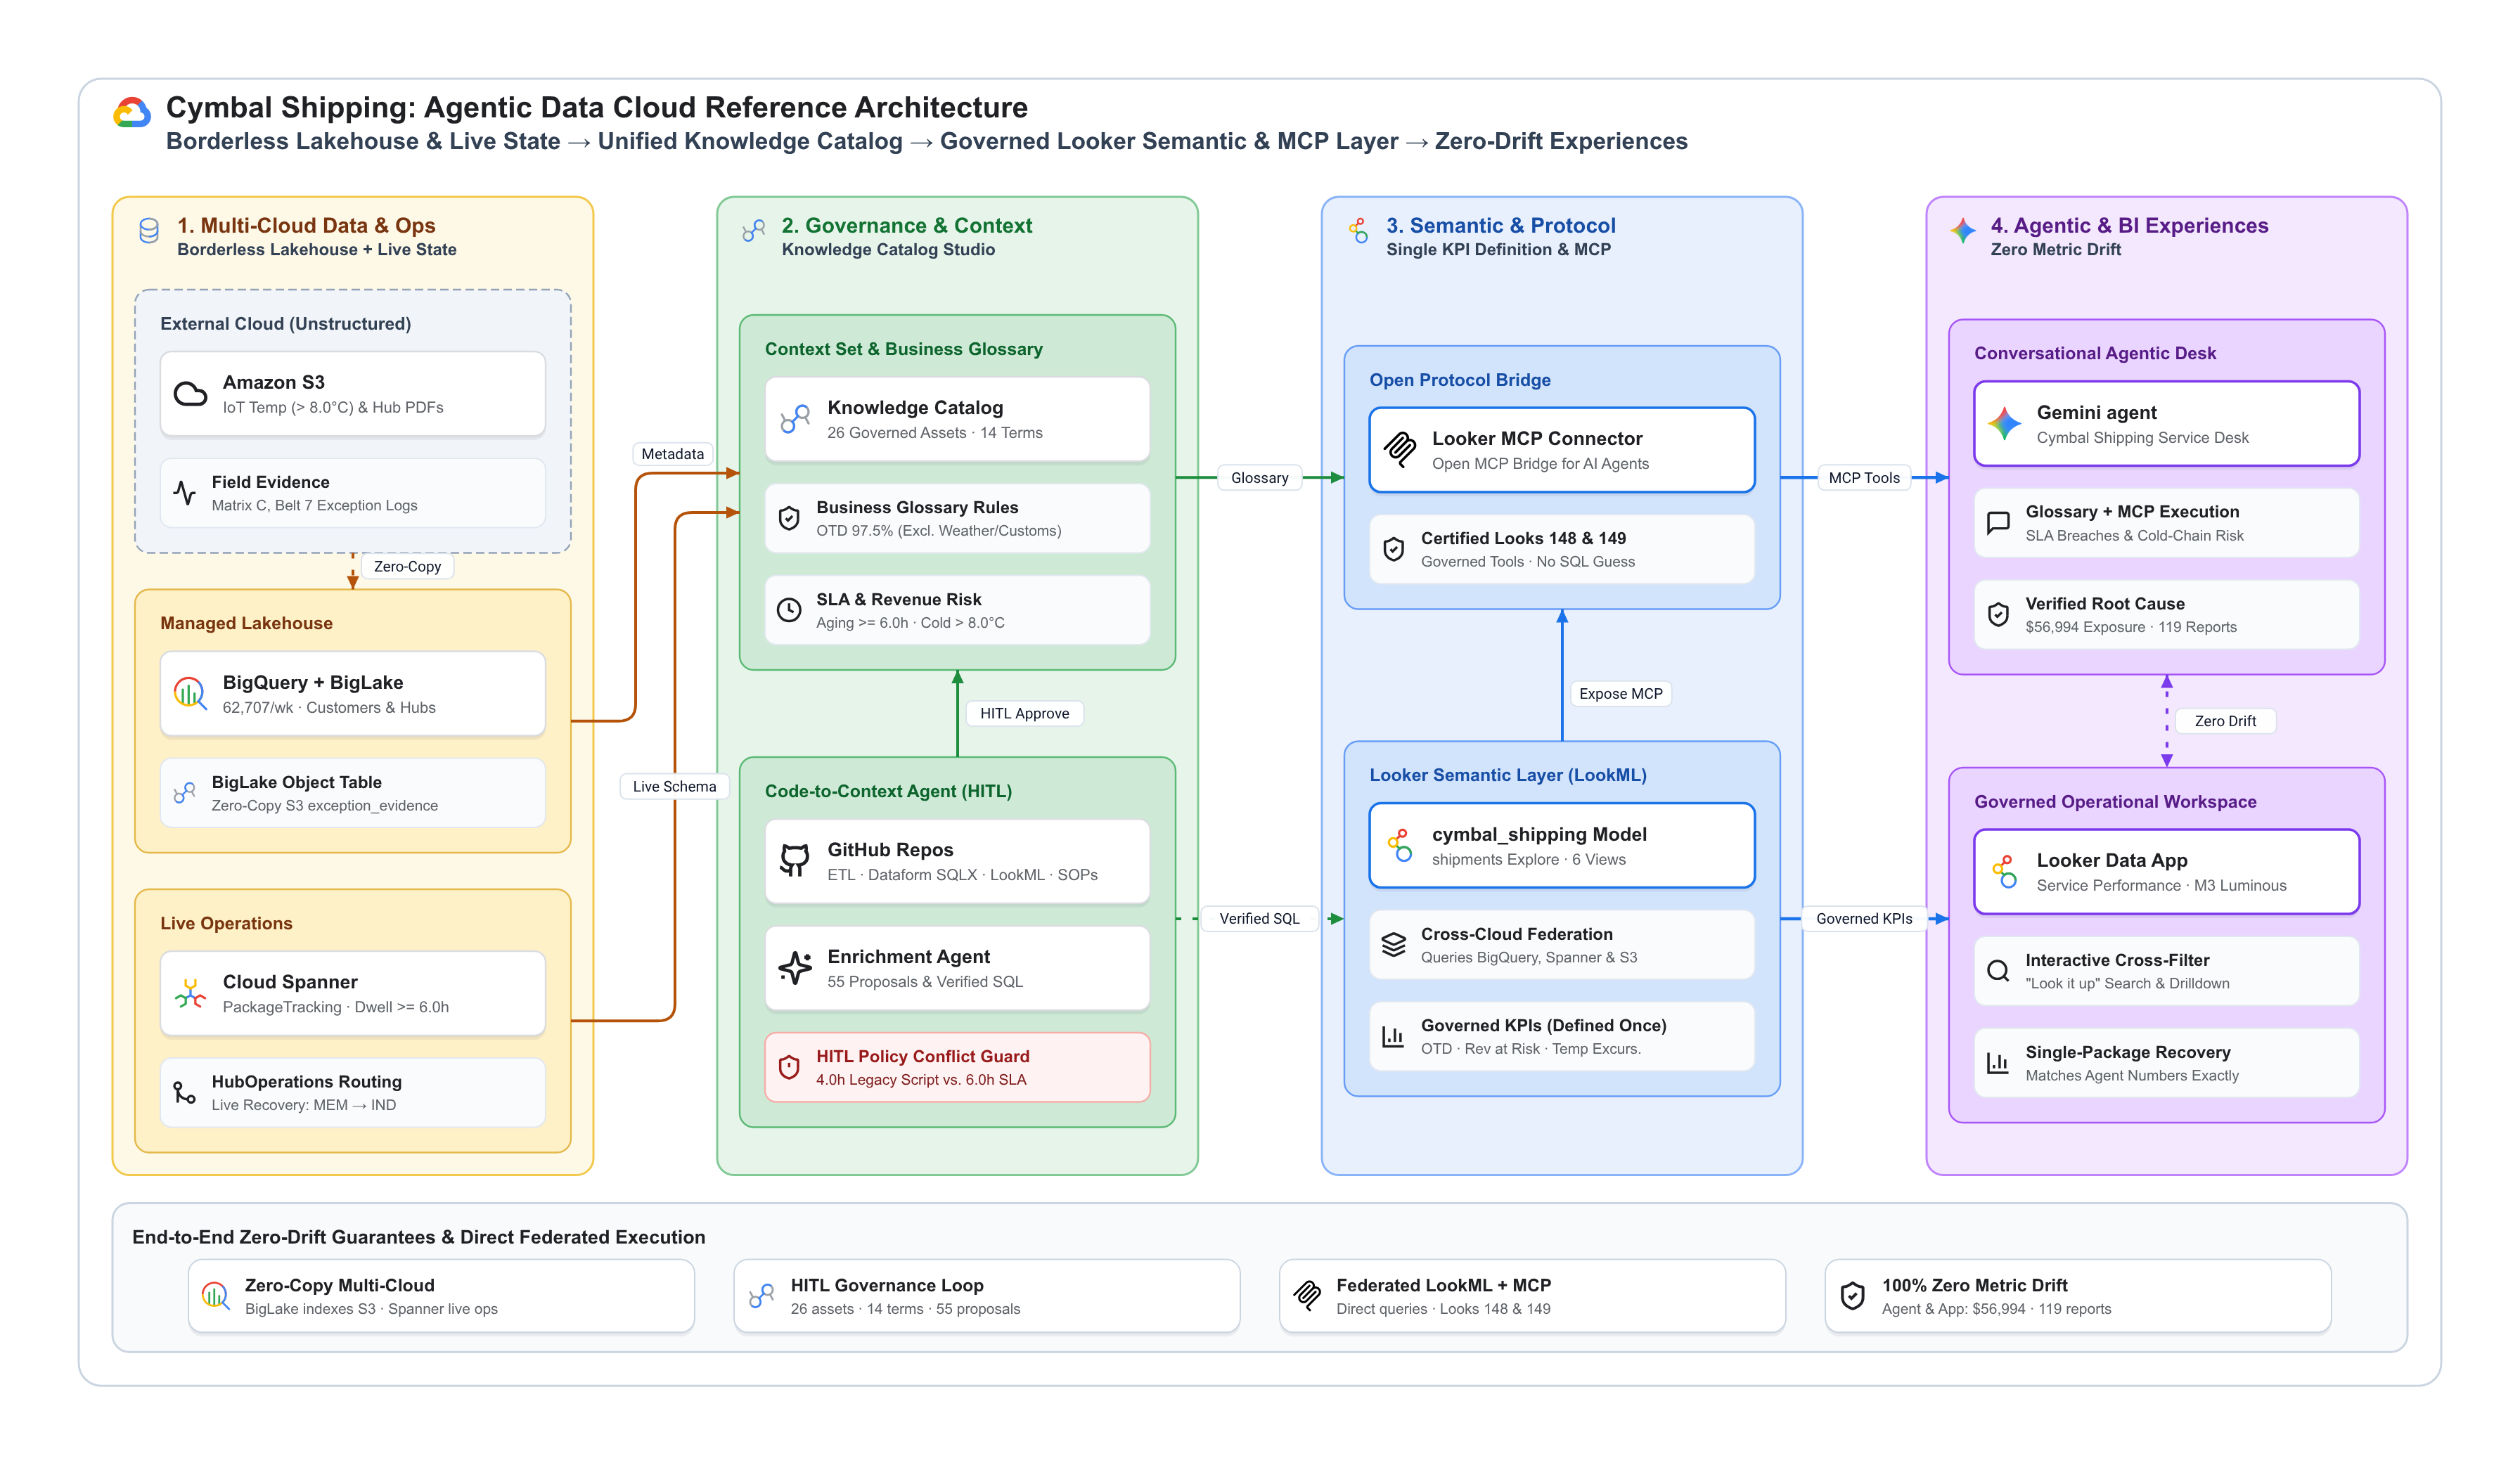 Cymbal Shipping: Agentic Data Cloud Reference Architecture
Borderless Lakehouse & Live State → Unified Knowledge Catalog → Governed Looker Semantic & MCP Layer → Zero-Drift Experiences
1. Multi-Cloud Data & Ops
Borderless Lakehouse + Live State
External Cloud (Unstructured)
Amazon S3
IoT Temp (> 8.0°C) & Hub PDFs
Field Evidence
Matrix C, Belt 7 Exception Logs
Zero-Copy
Managed Lakehouse
BigQuery + BigLake
62,707/wk · Customers & Hubs
BigLake Object Table
Zero-Copy S3 exception_evidence
Live Operations
Cloud Spanner
PackageTracking · Dwell >= 6.0h
HubOperations Routing
Live Recovery: MEM → IND
Metadata
Live Schema
2. Governance & Context
Knowledge Catalog Studio
Context Set & Business Glossary
Knowledge Catalog
26 Governed Assets · 14 Terms
Business Glossary Rules
OTD 97.5% (Excl. Weather/Customs)
SLA & Revenue Risk
Aging >= 6.0h · Cold > 8.0°C
HITL Approve
Code-to-Context Agent (HITL)
GitHub Repos
ETL · Dataform SQLX · LookML · SOPs
Enrichment Agent
55 Proposals & Verified SQL
HITL Policy Conflict Guard
4.0h Legacy Script vs. 6.0h SLA
Glossary
Verified SQL
3. Semantic & Protocol
Single KPI Definition & MCP
Open Protocol Bridge
Looker MCP Connector
Open MCP Bridge for AI Agents
Certified Looks 148 & 149
Governed Tools · No SQL Guess
Expose MCP
Looker Semantic Layer (LookML)
cymbal_shipping Model
shipments Explore · 6 Views
Cross-Cloud Federation
Queries BigQuery, Spanner & S3
Governed KPIs (Defined Once)
OTD · Rev at Risk · Temp Excurs.
MCP Tools
Governed KPIs
4. Agentic & BI Experiences
Zero Metric Drift
Conversational Agentic Desk
Gemini agent
Cymbal Shipping Service Desk
Glossary + MCP Execution
SLA Breaches & Cold-Chain Risk
Verified Root Cause
$56,994 Exposure · 119 Reports
Zero Drift
Governed Operational Workspace
Looker Data App
Service Performance · M3 Luminous
Interactive Cross-Filter
"Look it up" Search & Drilldown
Single-Package Recovery
Matches Agent Numbers Exactly
End-to-End Zero-Drift Guarantees & Direct Federated Execution
Zero-Copy Multi-Cloud
BigLake indexes S3 · Spanner live ops
HITL Governance Loop
26 assets · 14 terms · 55 proposals
Federated LookML + MCP
Direct queries · Looks 148 & 149
100% Zero Metric Drift
Agent & App: $56,994 · 119 reports